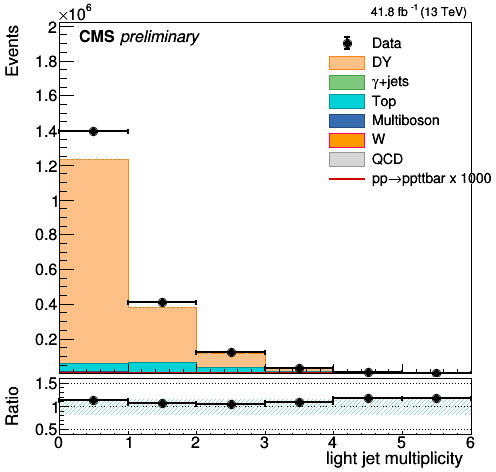 ×10⁶
41.8 fb⁻¹ (13 TeV)
CMS preliminary
Events
2
1.8
1.6
1.4
1.2
1
0.8
0.6
0.4
0.2
Data
DY
γ+jets
Top
Multiboson
W
QCD
pp→ppttbar x 1000
Ratio
1.5
1
0.5
0 1 2 3 4 5 6
light jet multiplicity